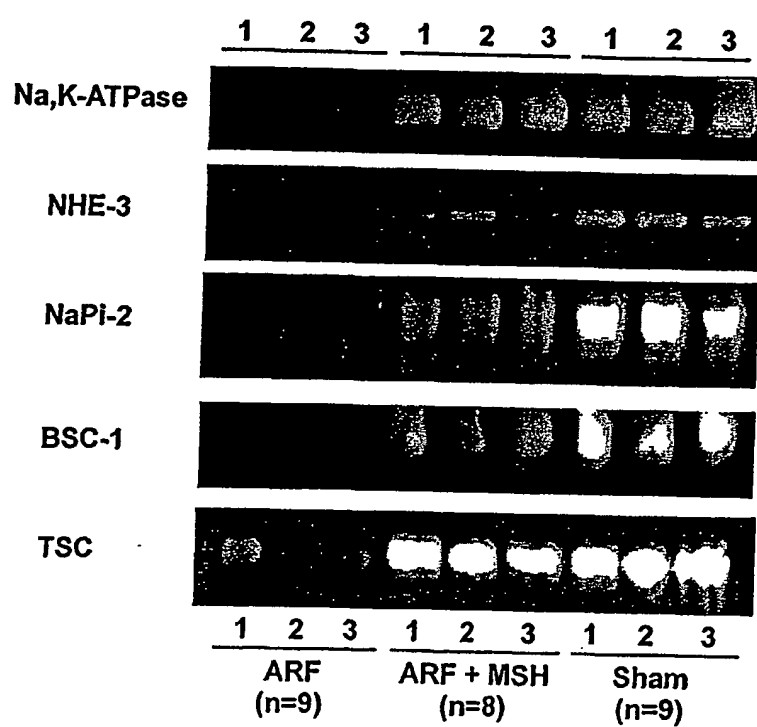 1 2 3 1 2 3 1 2 3
Na,K-ATPase
NHE-3
NaPi-2
BSC-1
TSC
1 2 3 1 2 3 1 2 3
ARF ARF + MSH Sham
(n=9) (n=8) (n=9)